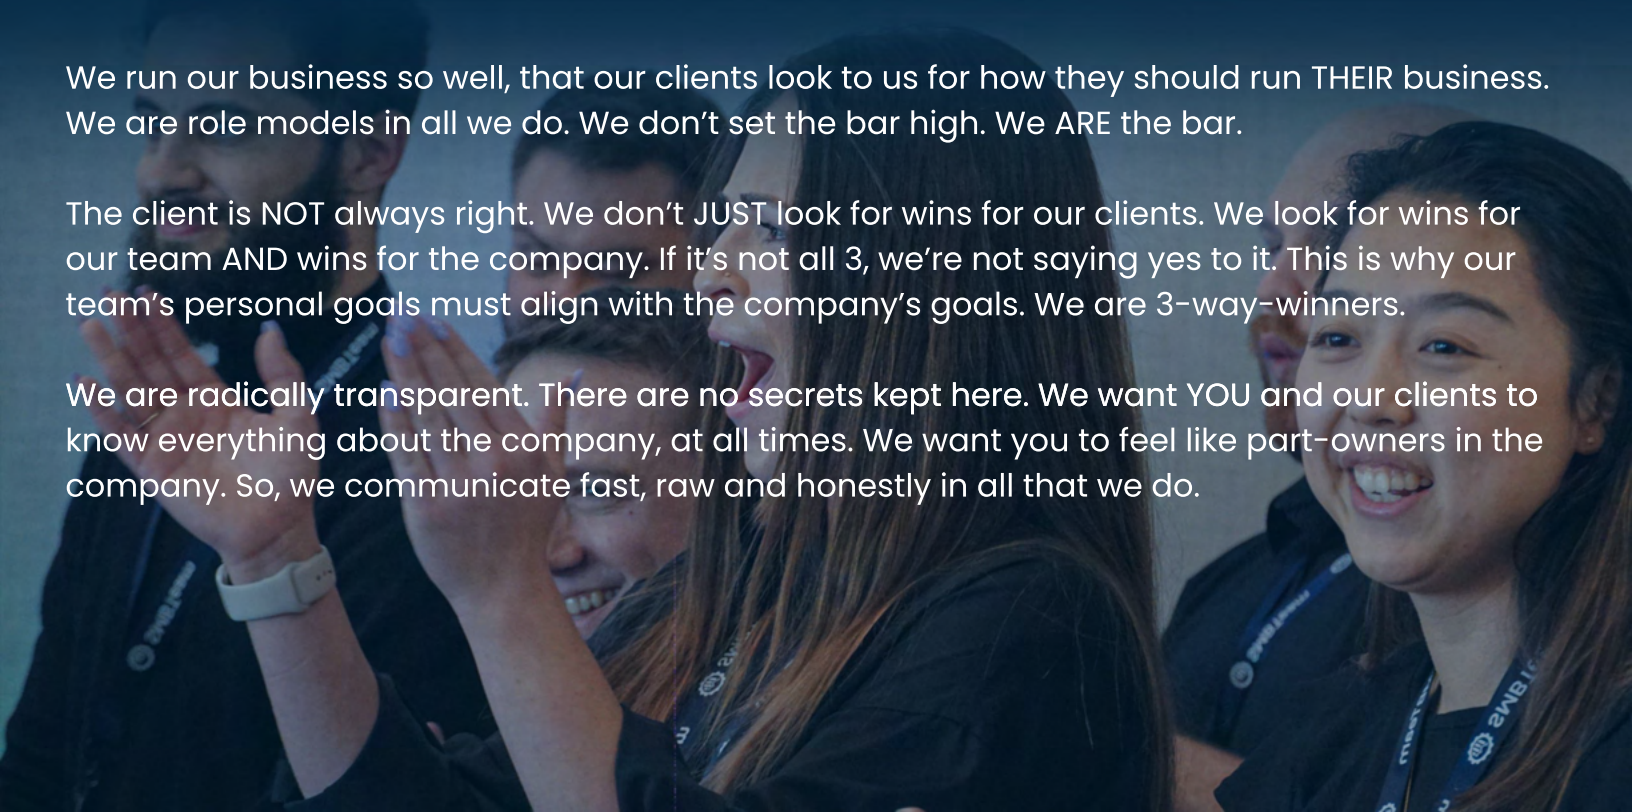 We run our business so well, that our clients look to us for how they should run THEIR business.
We are role models in all we do. We don’t set the bar high. We ARE the bar.
The client is NOT always right. We don’t JUST look for wins for our clients. We look for wins for
our team AND wins for the company. If it’s not all 3, we’re not saying yes to it. This is why our
team’s personal goals must align with the company’s goals. We are 3-way-winners.
We are radically transparent. There are no secrets kept here. We want YOU and our clients to
know everything about the company, at all times. We want you to feel like part-owners in the
company. So, we communicate fast, raw and honestly in all that we do.